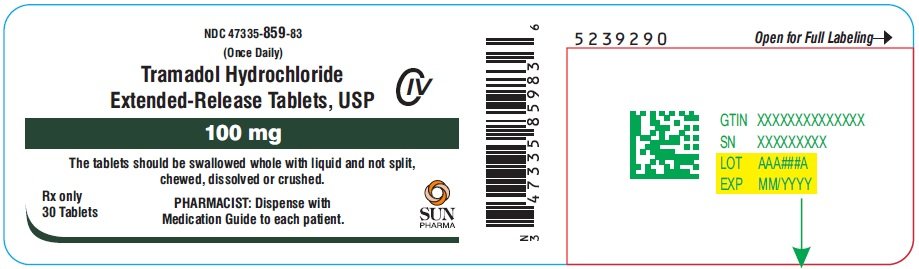 NDC 47335-859-83
(Once Daily)
Tramadol Hydrochloride
Extended-Release Tablets, USP
CIV
100 mg
The tablets should be swallowed whole with liquid and not split,
chewed, dissolved or crushed.
Rx only
30 Tablets
PHARMACIST: Dispense with
Medication Guide to each patient.
SUN
PHARMA
N
3 47335 85983 6
5239290
Open for Full Labeling
GTIN XXXXXXXXXXXXXX
SN XXXXXXXXX
LOT AAA###A
EXP MM/YYYY